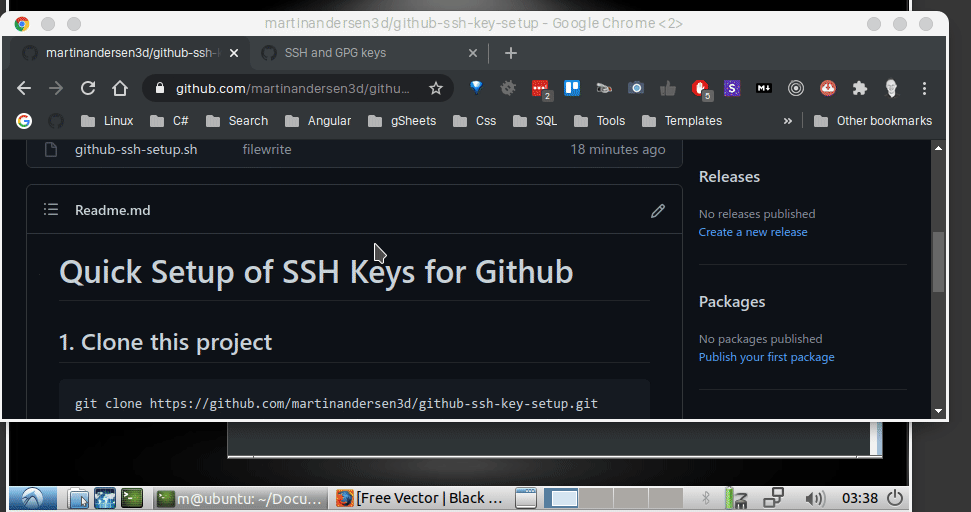 martinandersen3d/github-ssh-key-setup - Google Chrome <2>
martinandersen3d/github-ssh-
SSH and GPG keys
github.com/martinandersen3d/githu...
2
5
S
Linux
C#
Search
Angular
gSheets
Css
SQL
Tools
Templates
»
Other bookmarks
github-ssh-setup.sh filewrite 18 minutes ago
Readme.md
Quick Setup of SSH Keys for Github
1. Clone this project
git clone https://github.com/martinandersen3d/github-ssh-key-setup.git
Releases
No releases published
Create a new release
Packages
No packages published
Publish your first package
m@ubuntu: ~/Docu...
[Free Vector | Black ...
03:38